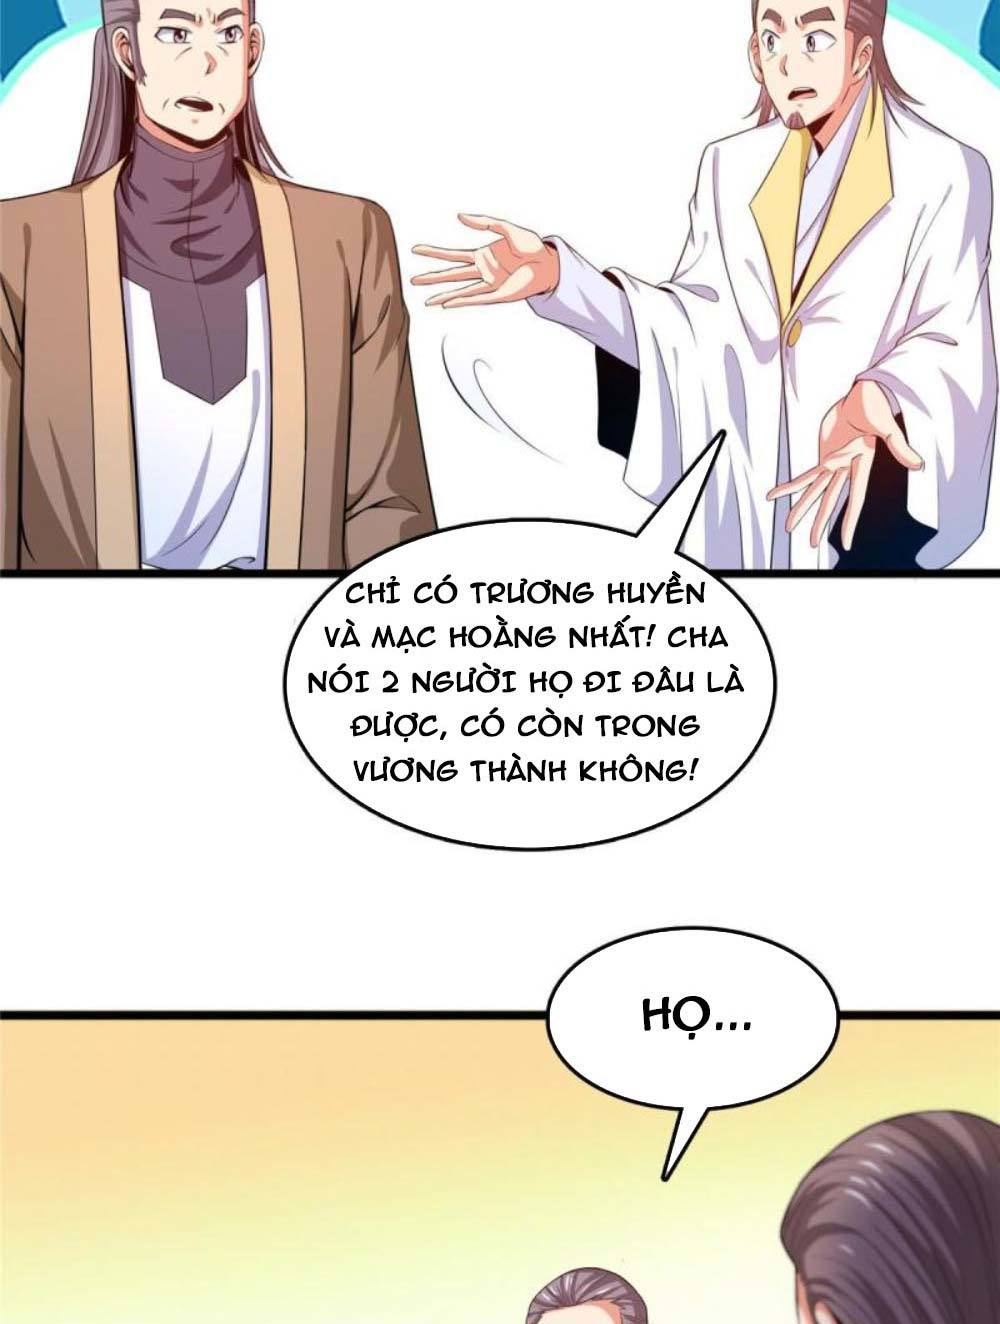 CHỈ CÓ TRƯƠNG HUYỀN
VÀ MẠC HOẰNG NHẤT! CHA
NÓI 2 NGƯỜI HỌ ĐI ĐÂU LÀ
ĐƯỢC, CÓ CÒN TRONG
VƯƠNG THÀNH KHÔNG!
HỌ...